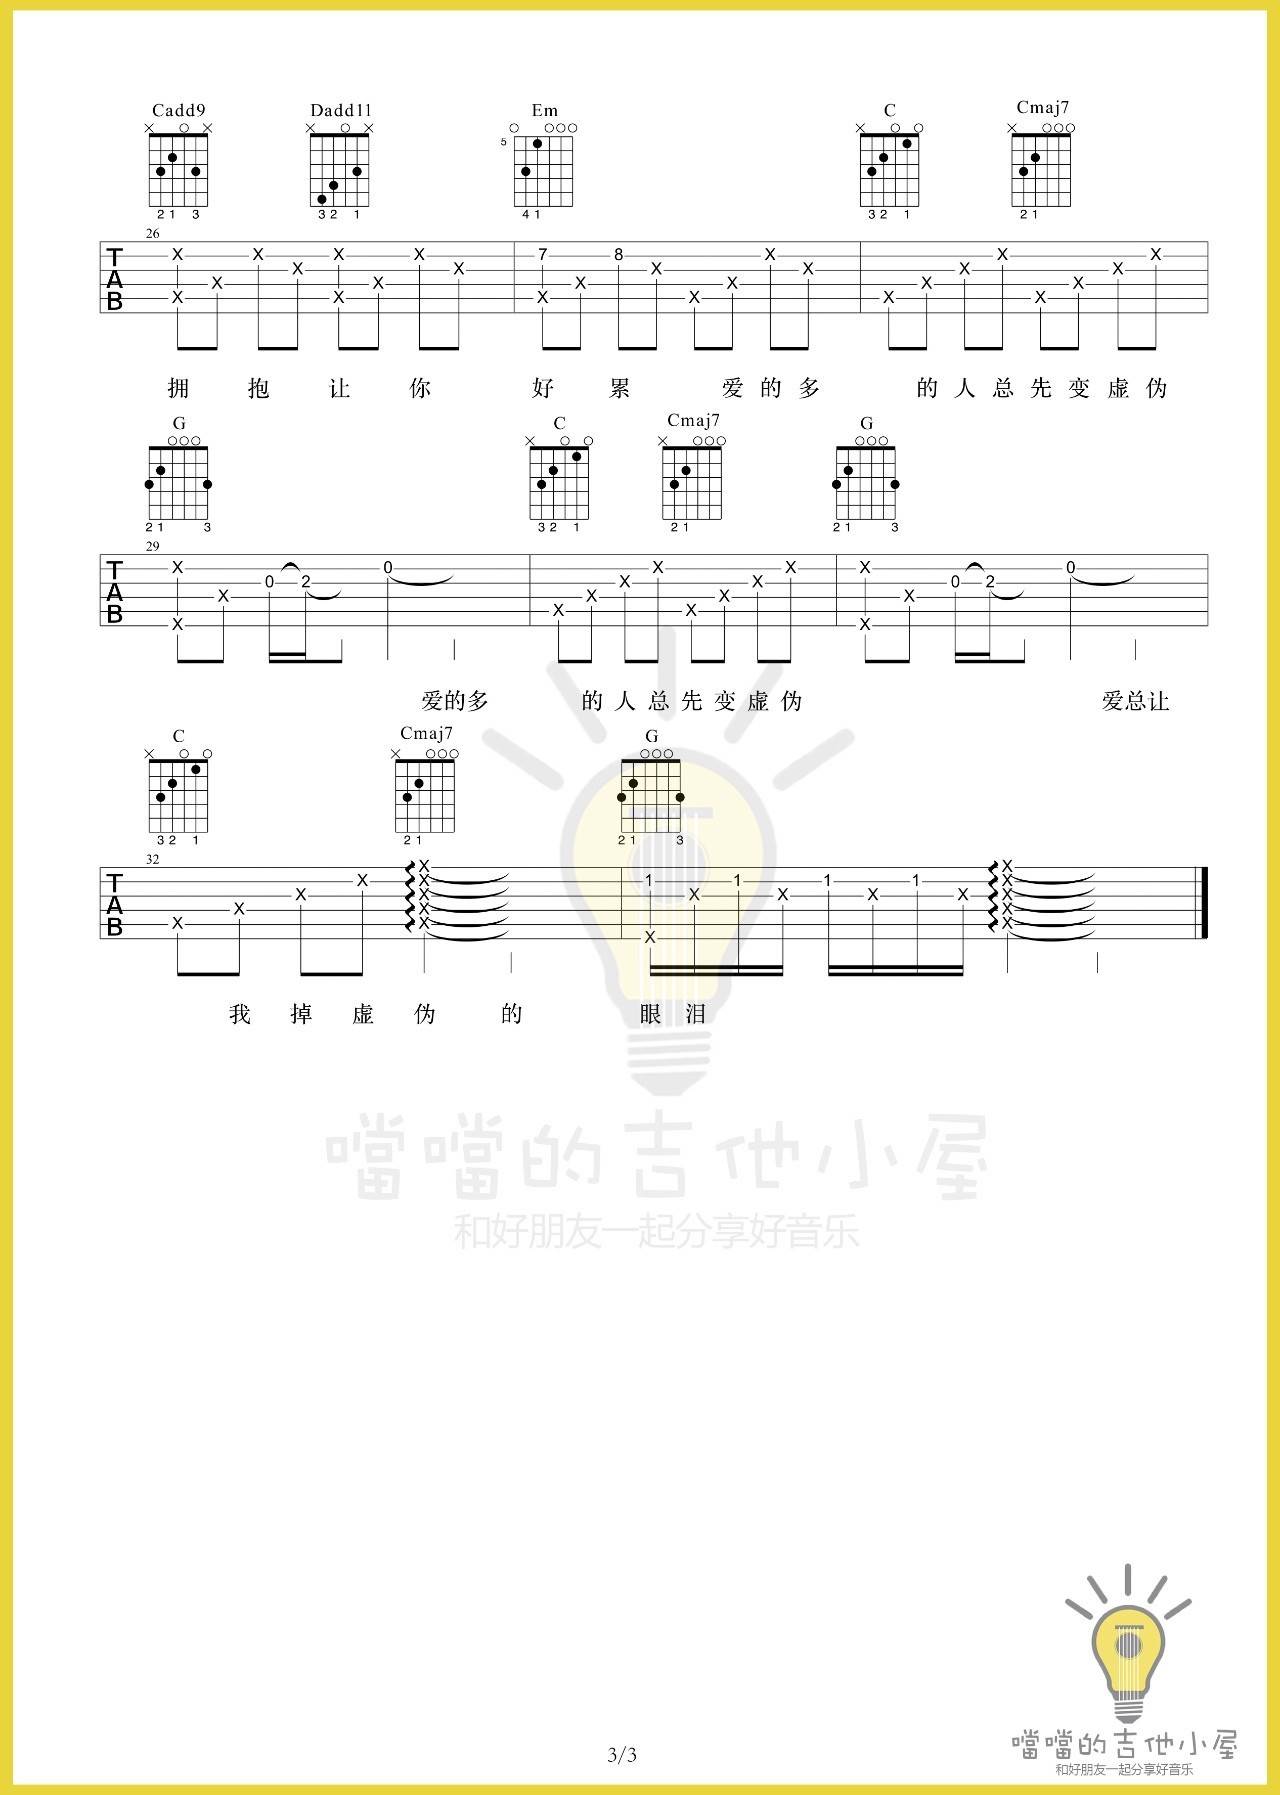 Cadd9 Dadd11 Em C Cmaj7
5
2 1 3 3 2 1 4 1 3 2 1 2 1
26
T X X X X 7 8 X X X X
A X X X X X X X X X X
B X X X X X X
拥 抱 让 你 好 累 爱 的 多 的 人 总 先 变 虚 伪
G C Cmaj7 G
2 1 3 3 2 1 2 1 2 1 3
29
T X 0 2 0 X X X 0 2 0
A X X X X X X
B X X X X
爱的多 的 人 总 先 变 虚 伪 爱总让
C Cmaj7 G
3 2 1 2 1 2 1 3
32
T X X X 1 1 1 1 X X
A X X X X X X X X X X
B X X X X
我 掉 虚 伪 的 眼 泪
噹噹的吉他小屋
和好朋友一起分享好音乐
3/3
噹噹的吉他小屋
和好朋友一起分享好音乐